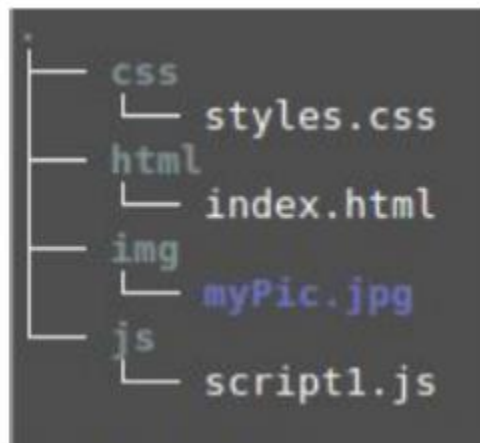 .
css
styles.css
html
index.html
img
myPic.jpg
js
script1.js